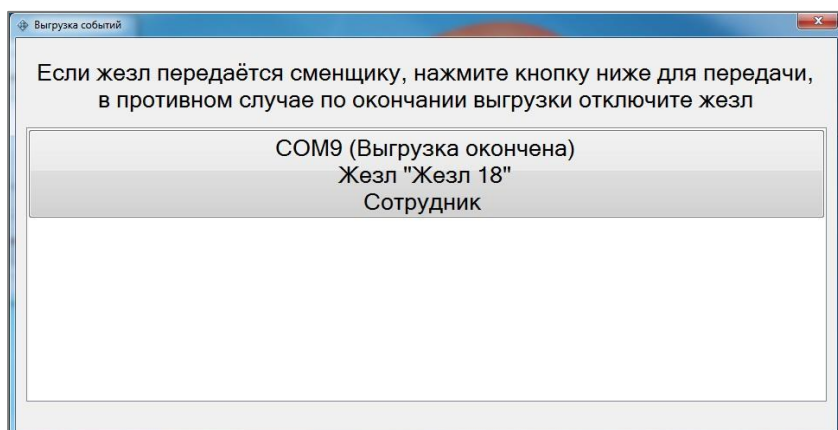 Выгрузка событий
Если жезл передаётся сменщику, нажмите кнопку ниже для передачи,
в противном случае по окончании выгрузки отключите жезл
COM9 (Выгрузка окончена)
Жезл "Жезл 18"
Сотрудник